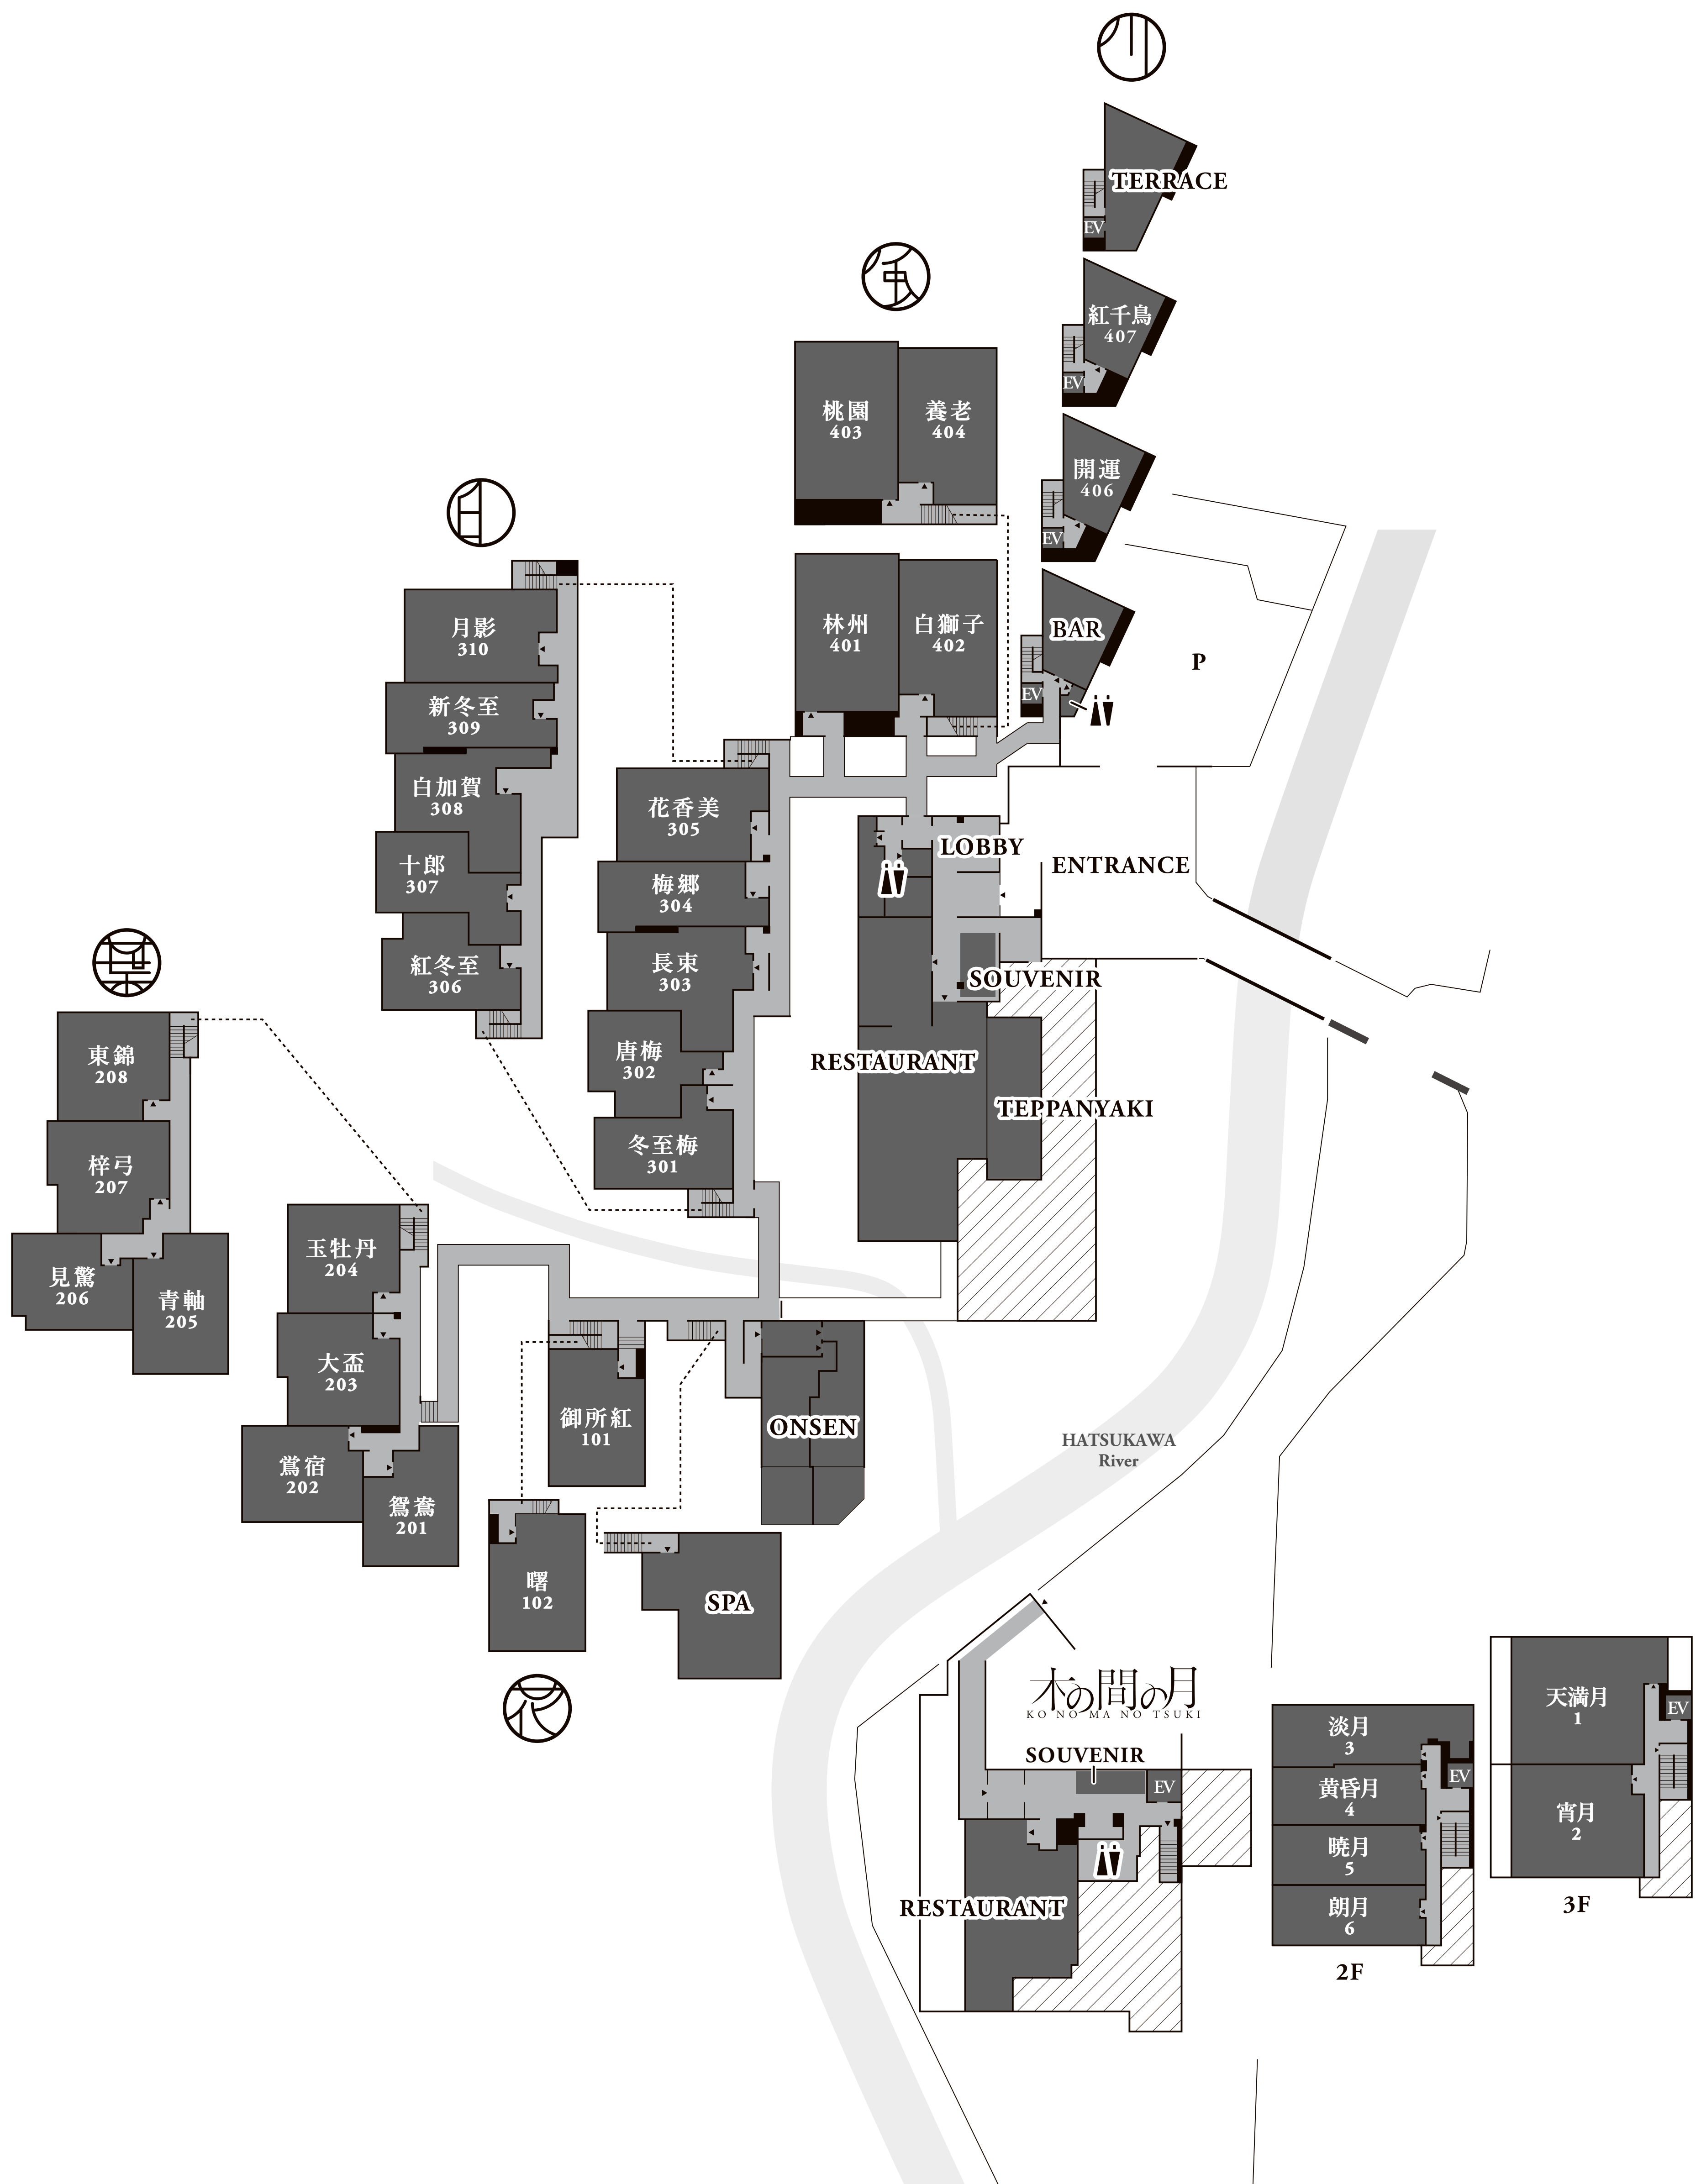 TERRACE
EV
紅千鳥
407
EV
桃園
403
養老
404
開運
406
EV
月影
310
林州
401
白獅子
402
BAR
EV
P
新冬至
309
白加賀
308
花香美
305
LOBBY
ENTRANCE
十郎
307
梅郷
304
紅冬至
306
長束
303
SOUVENIR
東錦
208
唐梅
302
RESTAURANT
TEPPANYAKI
梓弓
207
冬至梅
301
玉牡丹
204
見驚
206
青軸
205
大盃
203
御所紅
101
ONSEN
HATSUKAWA
River
鴬宿
202
鴛鴦
201
曙
102
SPA
木の間の月
KO NO MA NO TSUKI
SOUVENIR
EV
RESTAURANT
淡月
3
EV
黄昏月
4
暁月
5
朗月
6
2F
天満月
1
EV
宵月
2
3F